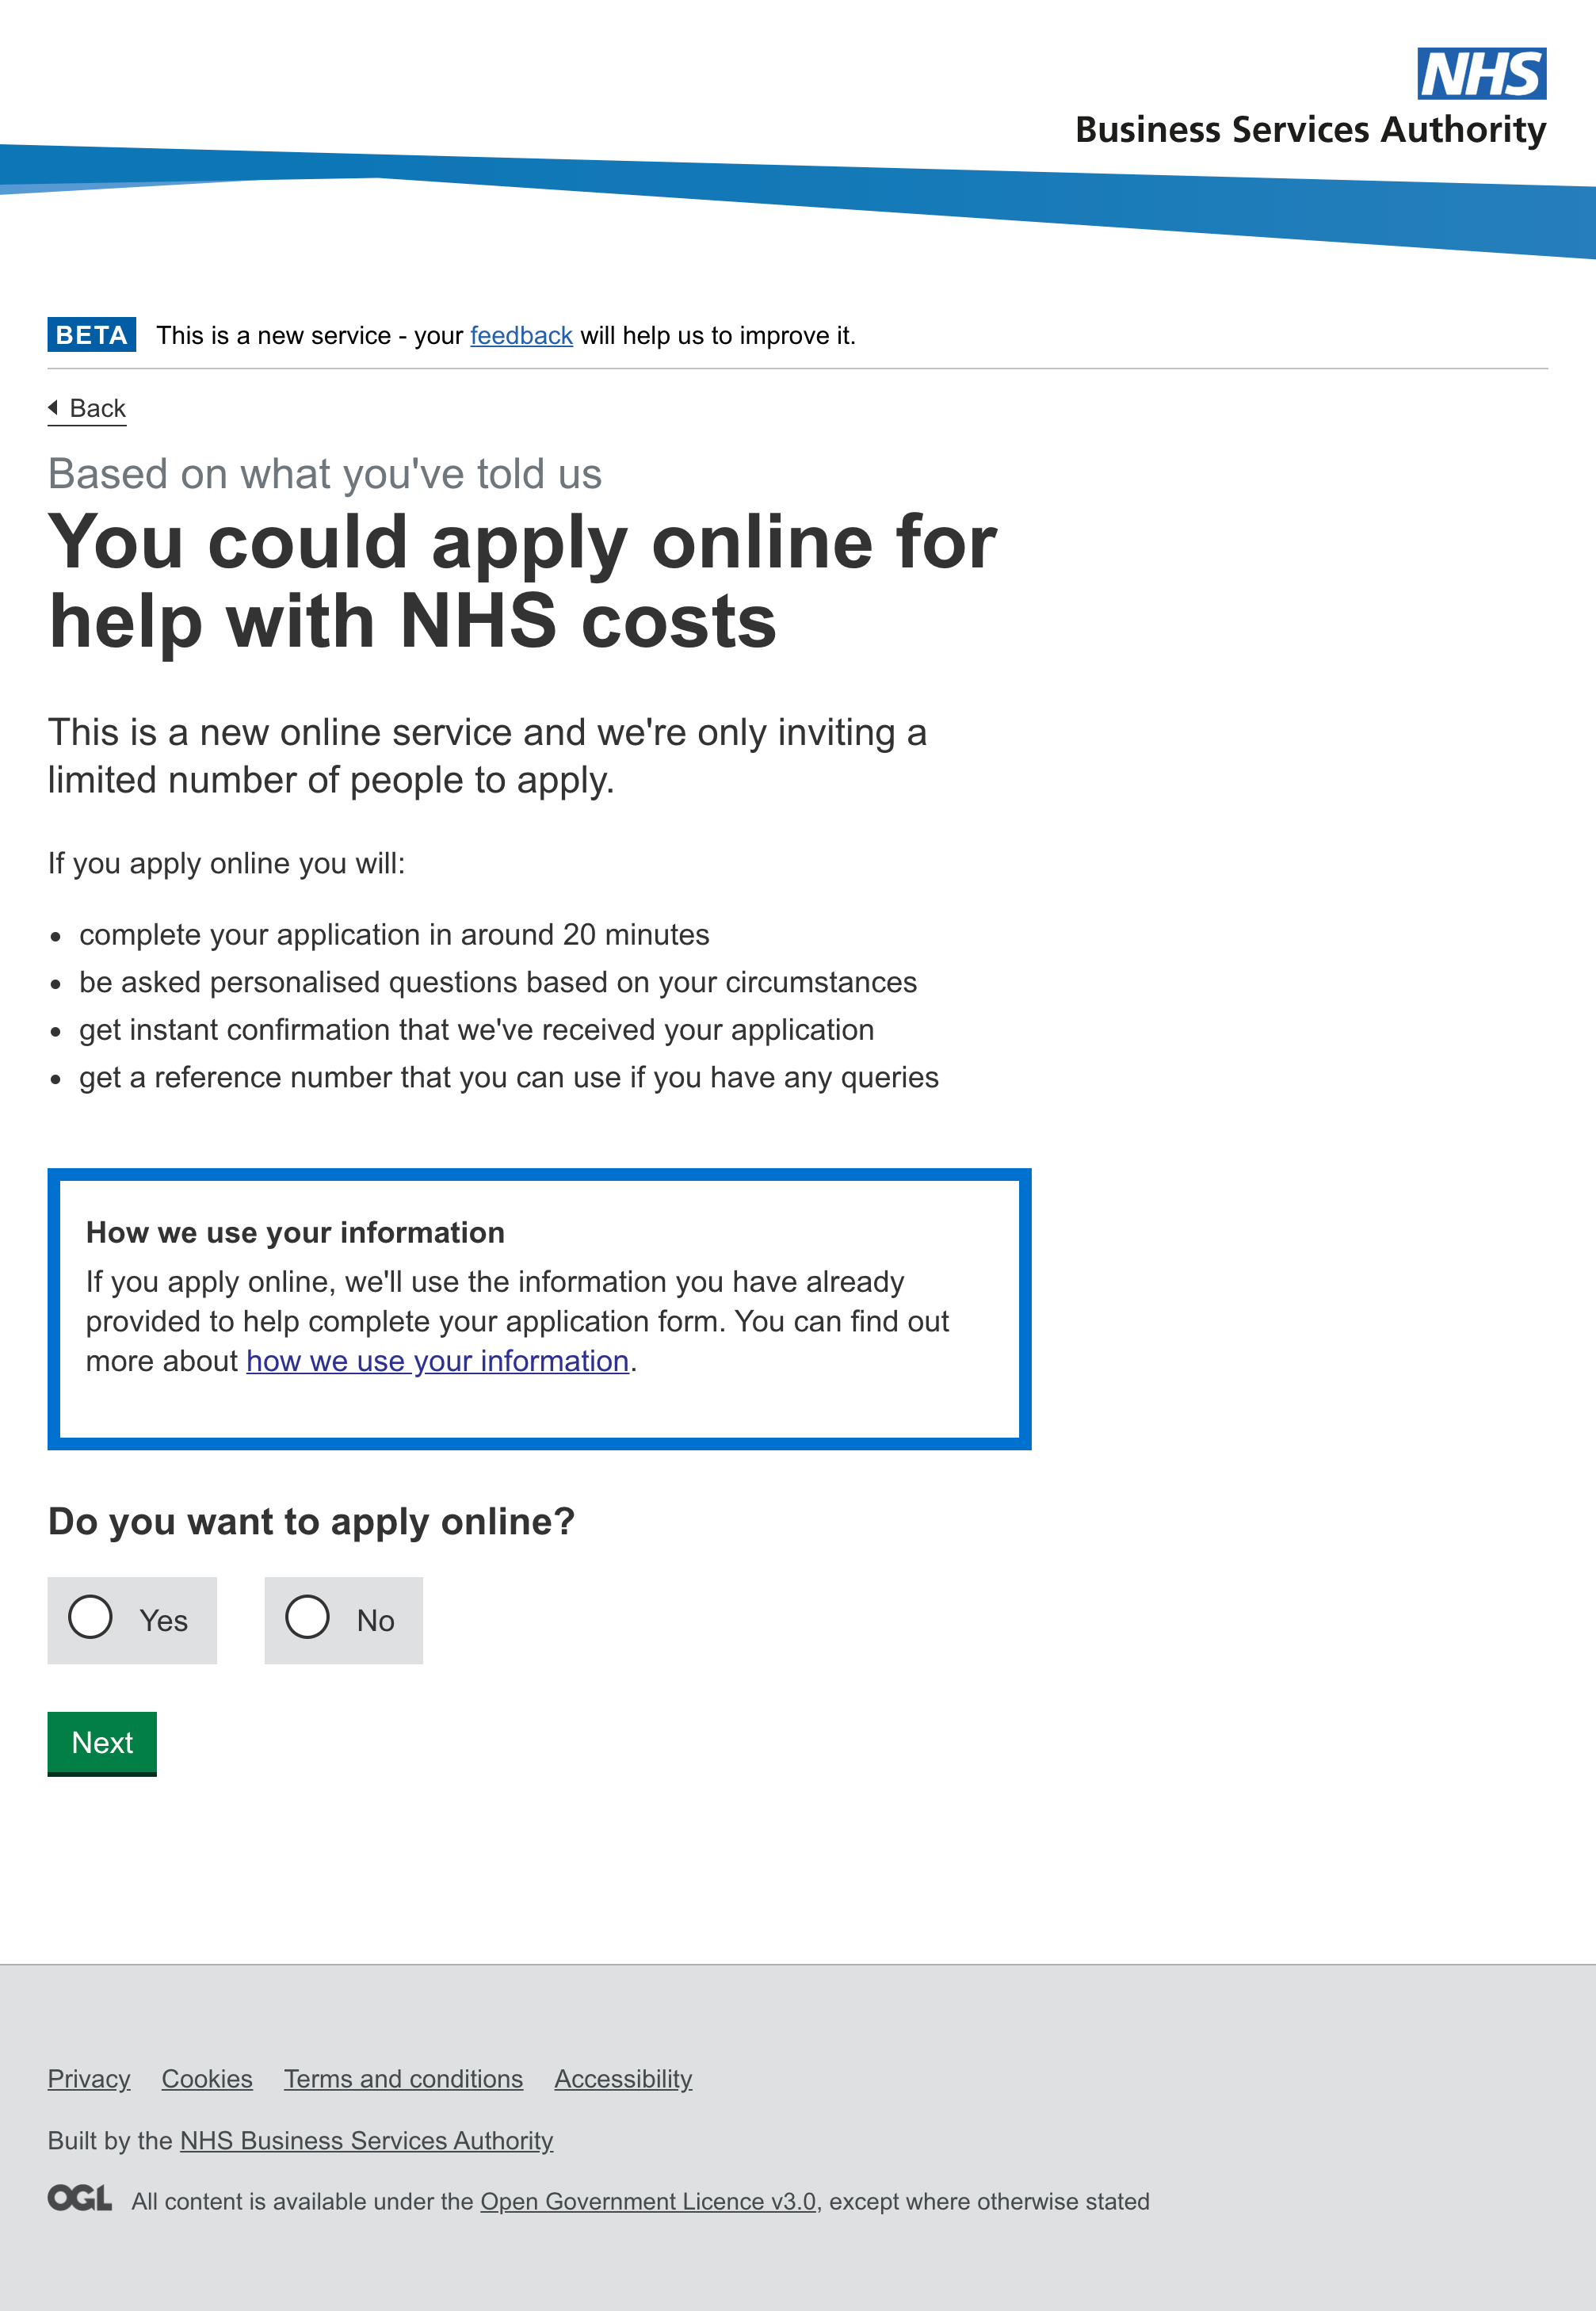 NHS
Business Services Authority
BETA This is a new service - your feedback will help us to improve it.
Back
Based on what you've told us
You could apply online for
help with NHS costs
This is a new online service and we're only inviting a
limited number of people to apply.
If you apply online you will:
• complete your application in around 20 minutes
• be asked personalised questions based on your circumstances
• get instant confirmation that we've received your application
• get a reference number that you can use if you have any queries
How we use your information
If you apply online, we'll use the information you have already
provided to help complete your application form. You can find out
more about how we use your information.
Do you want to apply online?
Yes No
Next
Privacy Cookies Terms and conditions Accessibility
Built by the NHS Business Services Authority
OGL All content is available under the Open Government Licence v3.0, except where otherwise stated